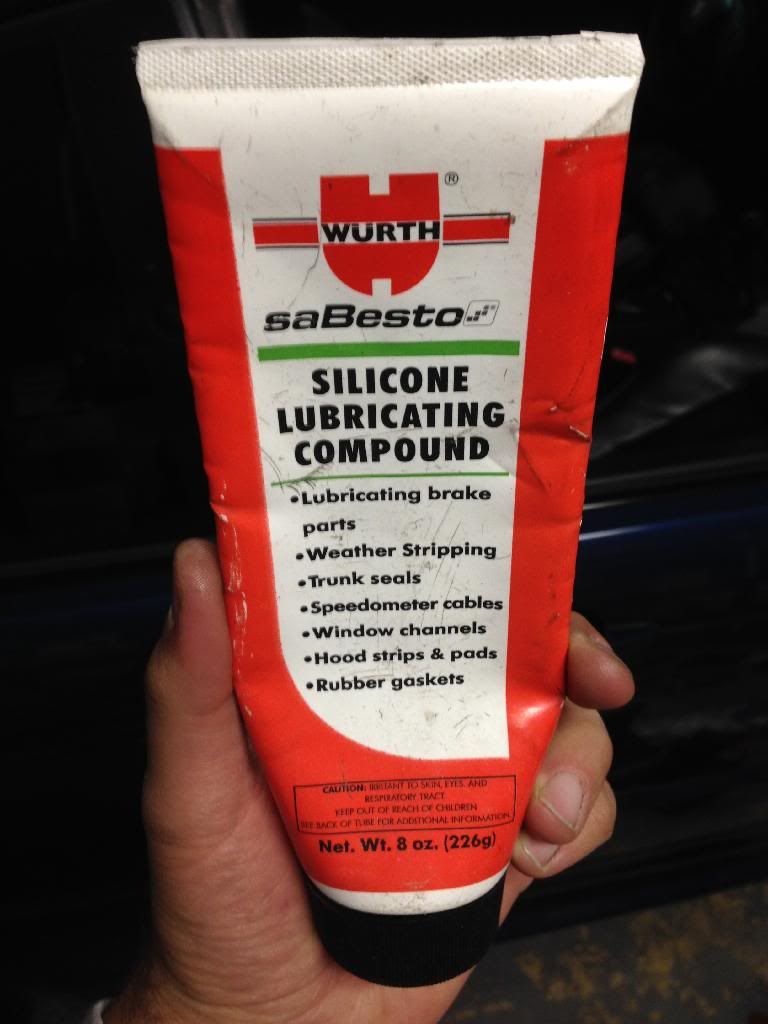 ®
WÜRTH
saBesto
SILICONE
LUBRICATING
COMPOUND
•Lubricating brake
parts
•Weather Stripping
•Trunk seals
•Speedometer cables
•Window channels
•Hood strips & pads
•Rubber gaskets
CAUTION: IRRITANT TO SKIN, EYES, AND
RESPIRATORY TRACT.
KEEP OUT OF REACH OF CHILDREN
SEE BACK OF TUBE FOR ADDITIONAL INFORMATION
Net. Wt. 8 oz. (226g)